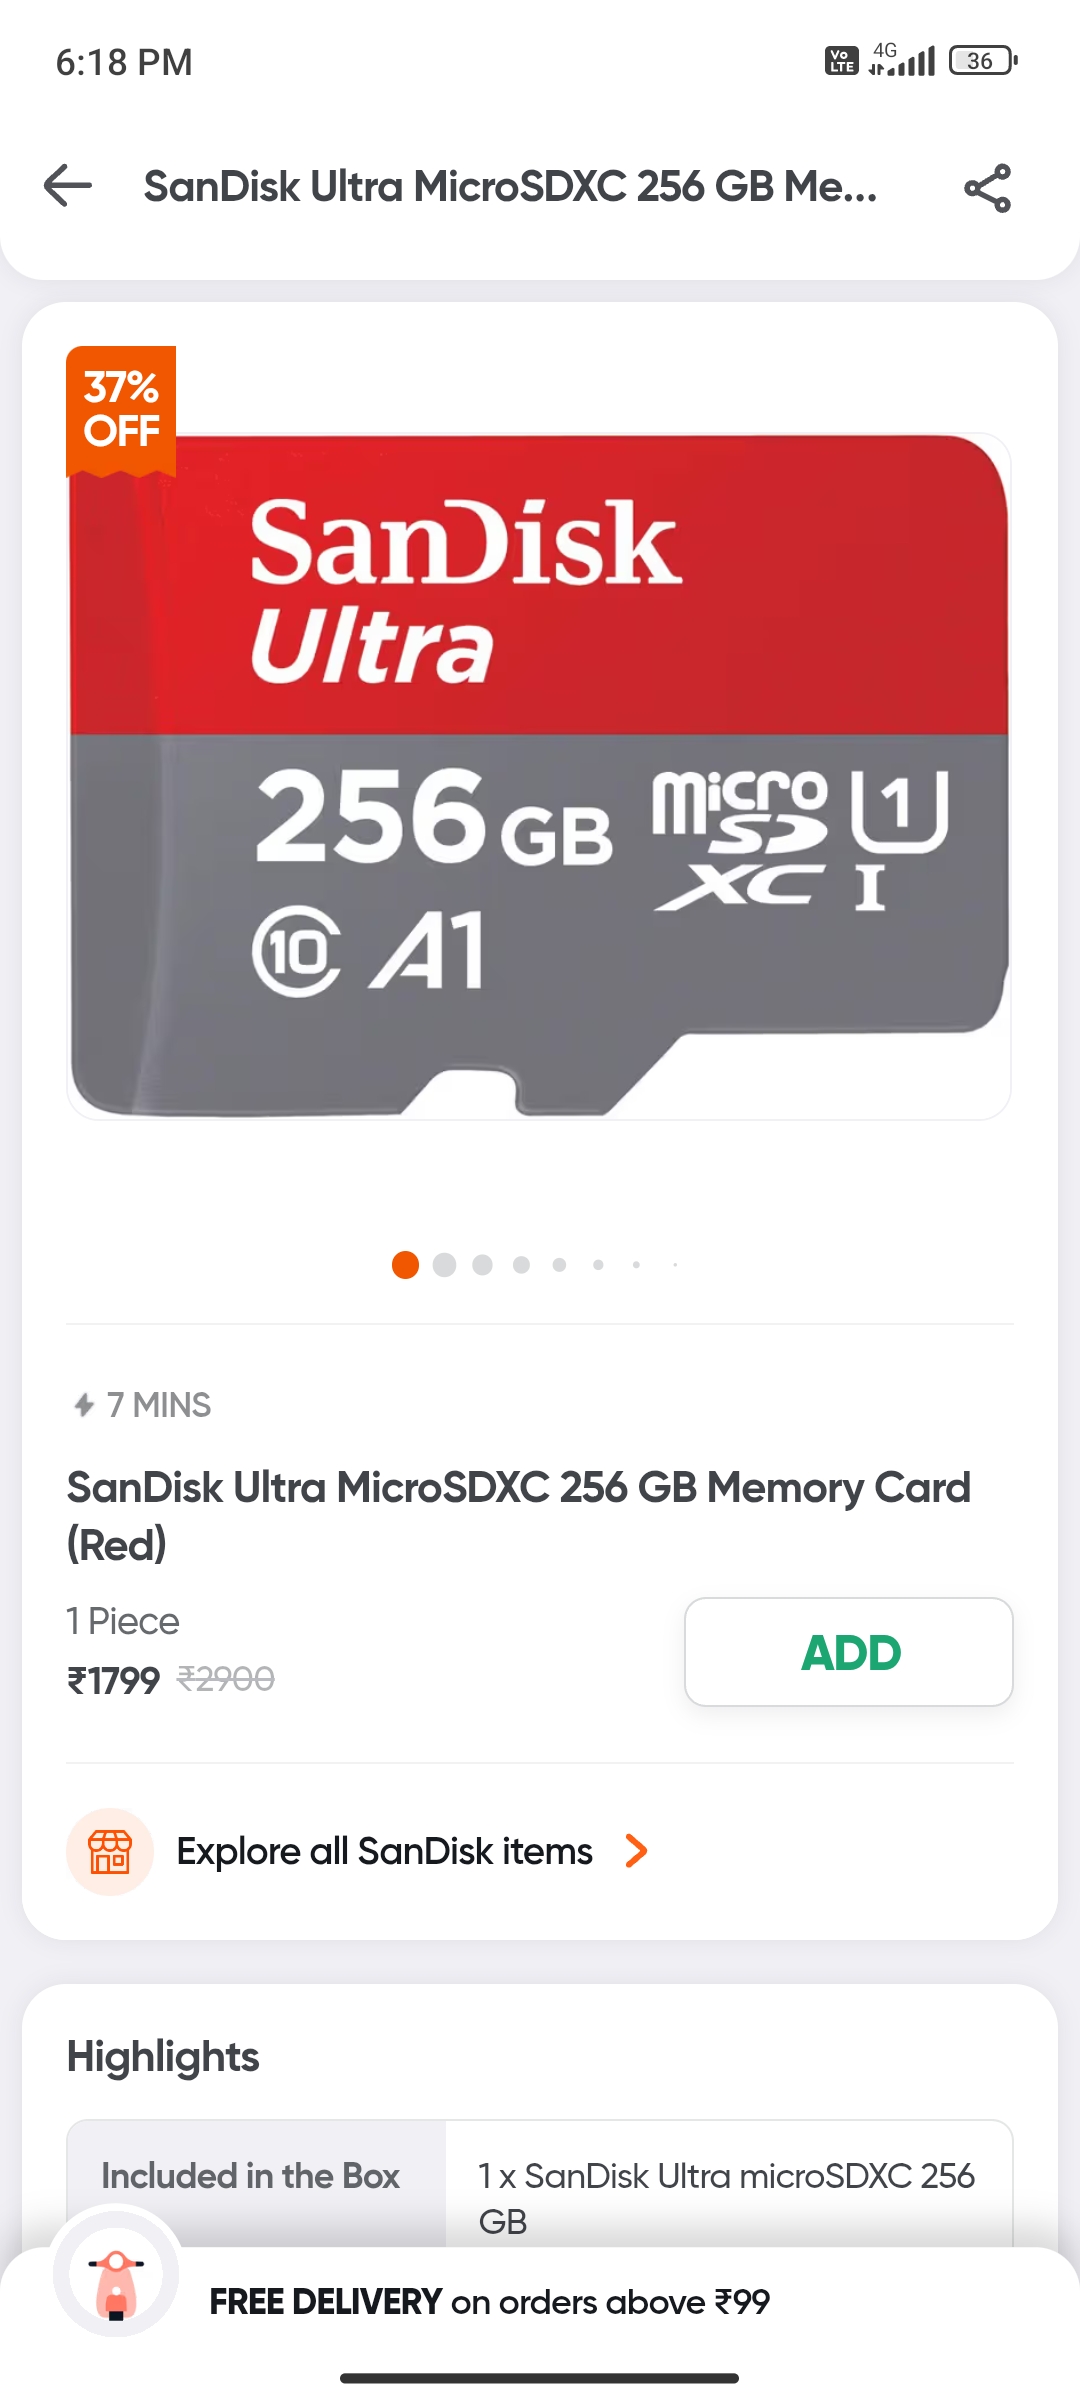 6:18 PM
Vo LTE 4G 36
SanDisk Ultra MicroSDXC 256 GB Me...
37%
OFF
SanDisk
Ultra
256 GB micro SD XC I U1
10 A1
7 MINS
SanDisk Ultra MicroSDXC 256 GB Memory Card
(Red)
1 Piece
₹1799 ₹2900
ADD
Explore all SanDisk items
Highlights
Included in the Box 1 x SanDisk Ultra microSDXC 256
GB
FREE DELIVERY on orders above ₹99